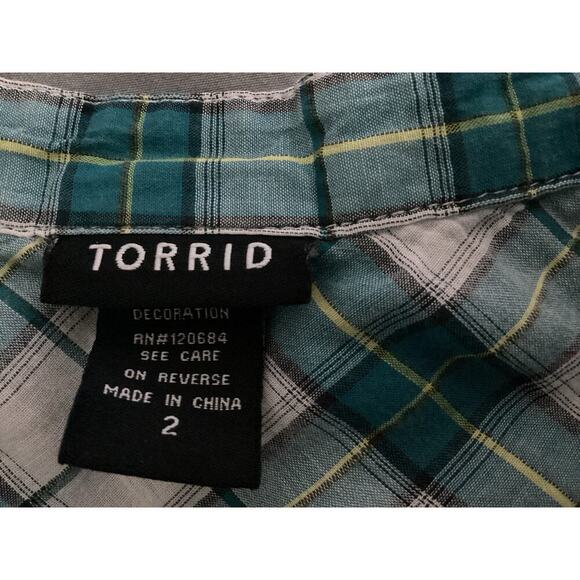 TORRID
DECORATION
RN#120684
SEE CARE
ON REVERSE
MADE IN CHINA
2